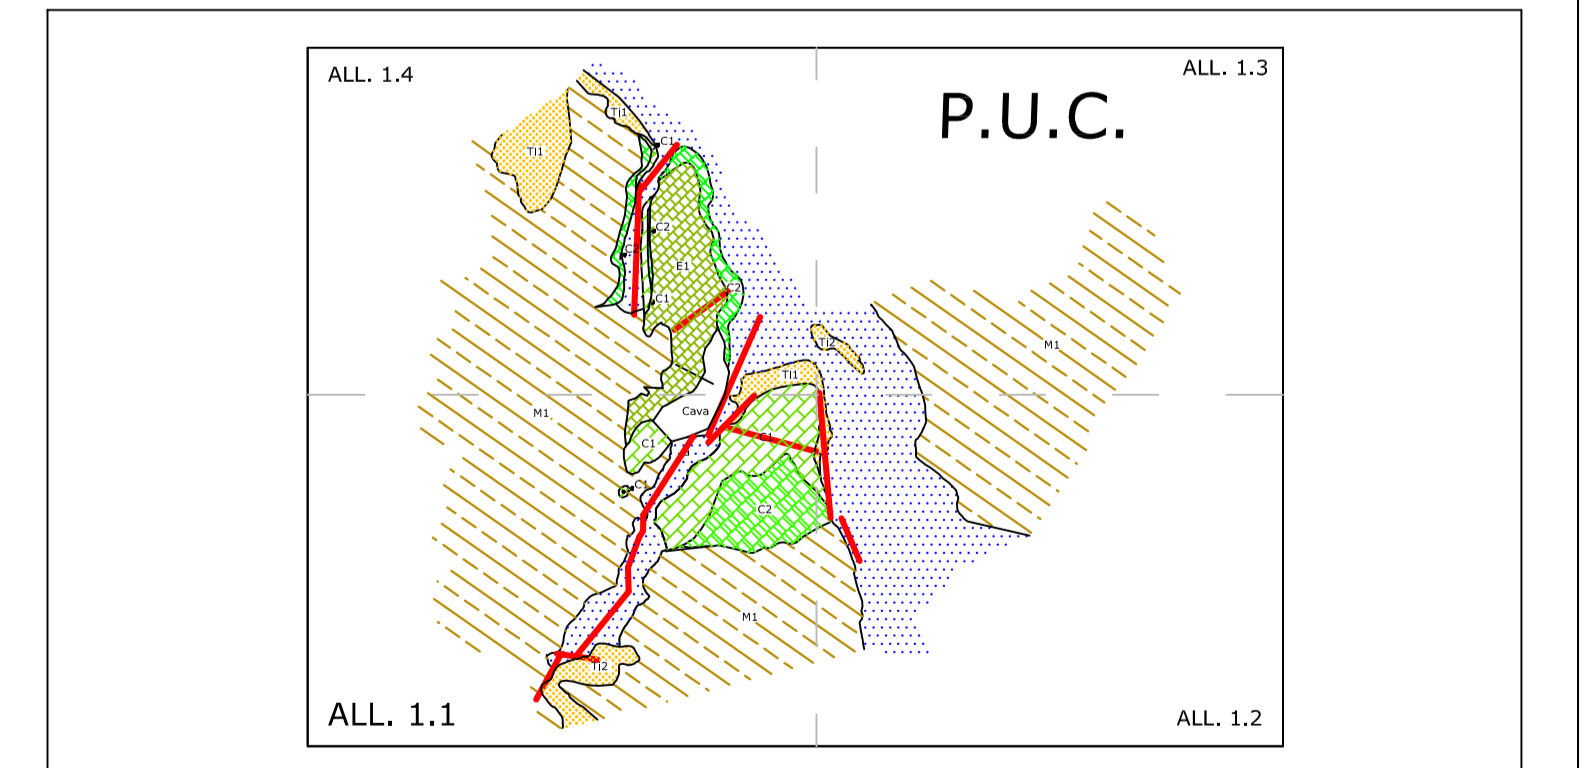 ALL. 1.4
ALL. 1.3
P.U.C.
Ti1
C1
TI1
C2
C2
E1
C2
C1
Ti2
M1
TI1
M1
Cava
C1
C1
C1
C2
M1
Ti2
ALL. 1.1
ALL. 1.2